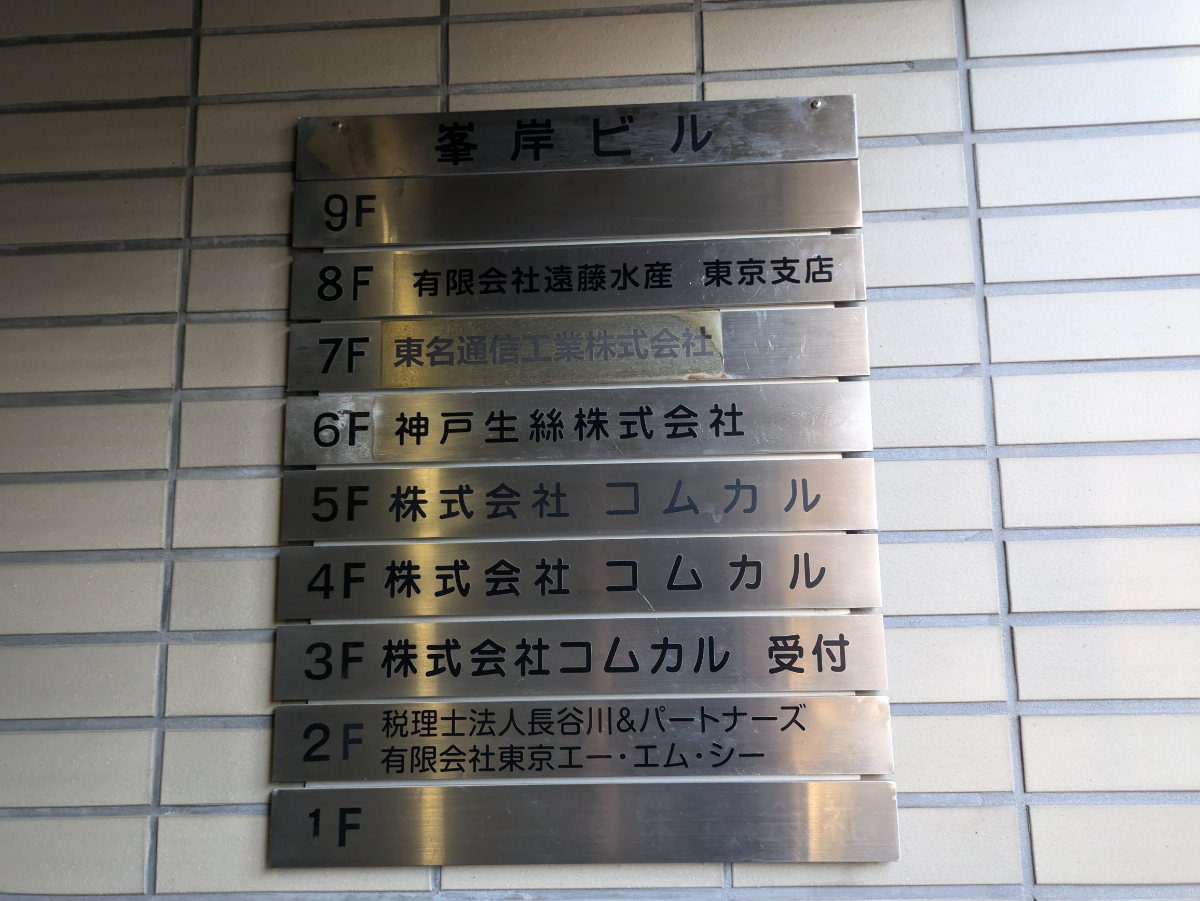 峯岸ビル
9F
8F 有限会社遠藤水産 東京支店
7F 東名通信工業株式会社
6F 神戸生絲株式会社
5F 株式会社 コムカル
4F 株式会社 コムカル
3F 株式会社コムカル 受付
2F 税理士法人長谷川&パートナーズ
有限会社東京エー・エム・シー
1F